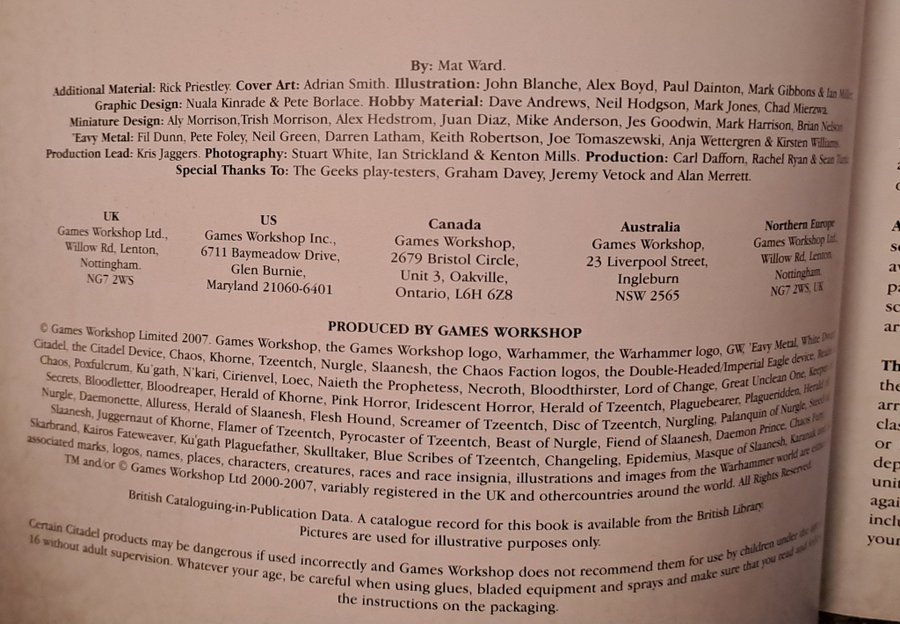 By: Mat Ward.
Additional Material: Rick Priestley. Cover Art: Adrian Smith. Illustration: John Blanche, Alex Boyd, Paul Dainton, Mark Gibbons & Ian
Graphic Design: Nuala Kinrade & Pete Borlace. Hobby Material: Dave Andrews, Neil Hodgson, Mark Jones, Chad Mierzwa.
Miniature Design: Aly Morrison,Trish Morrison, Alex Hedstrom, Juan Diaz, Mike Anderson, Jes Goodwin, Mark Harrison, Brian Nelson
'Eavy Metal: Fil Dunn, Pete Foley, Neil Green, Darren Latham, Keith Robertson, Joe Tomaszewski, Anja Wettergren & Kirsten Williams.
Production Lead: Kris Jaggers. Photography: Stuart White, Ian Strickland & Kenton Mills. Production: Carl Dafforn, Rachel Ryan & Sean
Special Thanks To: The Geeks play-testers, Graham Davey, Jeremy Vetock and Alan Merrett.
UK
Games Workshop Ltd.,
Willow Rd, Lenton,
Nottingham.
NG7 2WS
US
Games Workshop Inc.,
6711 Baymeadow Drive,
Glen Burnie,
Maryland 21060-6401
Canada
Games Workshop,
2679 Bristol Circle,
Unit 3, Oakville,
Ontario, L6H 6Z8
Australia
Games Workshop,
23 Liverpool Street,
Ingleburn
NSW 2565
Northern Europe
Games Workshop Ltd.,
Willow Rd, Lenton,
Nottingham.
NG7 2WS, UK
PRODUCED BY GAMES WORKSHOP
© Games Workshop Limited 2007. Games Workshop, the Games Workshop logo, Warhammer, the Warhammer logo, GW, 'Eavy Metal, White
Citadel, the Citadel Device, Chaos, Khorne, Tzeentch, Nurgle, Slaanesh, the Chaos Faction logos, the Double-Headed/Imperial Eagle device,
Chaos, Poxfulcrum, Ku'gath, N'kari, Cirienvel, Loec, Naieth the Prophetess, Necroth, Bloodthirster, Lord of Change, Great Unclean One, Keeper
Secrets, Bloodletter, Bloodreaper, Herald of Khorne, Pink Horror, Iridescent Horror, Herald of Tzeentch, Plaguebearer, Plagueridden, Herald of
Nurgle, Daemonette, Alluress, Herald of Slaanesh, Flesh Hound, Screamer of Tzeentch, Disc of Tzeentch, Nurgling, Palanquin of Nurgle, Steed of
Slaanesh, Juggernaut of Khorne, Flamer of Tzeentch, Pyrocaster of Tzeentch, Beast of Nurgle, Fiend of Slaanesh, Daemon Prince, Chaos Fury,
Skarbrand, Kairos Fateweaver, Ku'gath Plaguefather, Skulltaker, Blue Scribes of Tzeentch, Changeling, Epidemius, Masque of Slaanesh, Karanak and
associated marks, logos, names, places, characters, creatures, races and race insignia, illustrations and images from the Warhammer world are
TM and/or © Games Workshop Ltd 2000-2007, variably registered in the UK and othercountries around the world. All Rights Reserved.
British Cataloguing-in-Publication Data. A catalogue record for this book is available from the British Library.
Pictures are used for illustrative purposes only.
Certain Citadel products may be dangerous if used incorrectly and Games Workshop does not recommend them for use by children under the
16 without adult supervision. Whatever your age, be careful when using glues, bladed equipment and sprays and make sure that you read and
the instructions on the packaging.
Th
the
arr
clas
or
dep
uni
agai
inclu
your